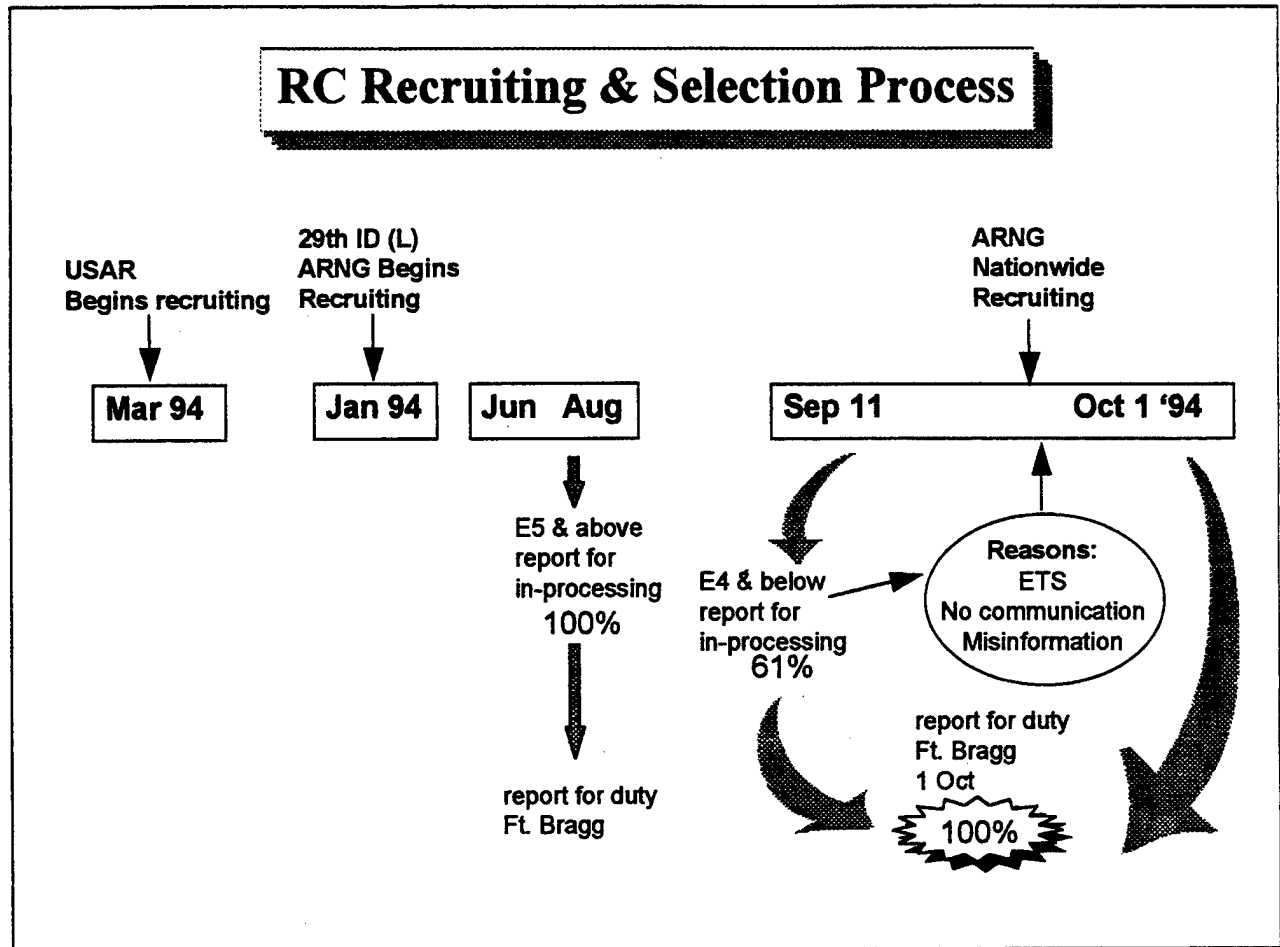 RC Recruiting & Selection Process
USAR
Begins recruiting
29th ID (L)
ARNG Begins
Recruiting
ARNG
Nationwide
Recruiting
Mar 94
Jan 94
Jun Aug
Sep 11 Oct 1 ‘94
E5 & above
report for
in-processing
100%
report for duty
Ft. Bragg
E4 & below
report for
in-processing
61%
Reasons:
ETS
No communication
Misinformation
report for duty
Ft. Bragg
1 Oct
100%